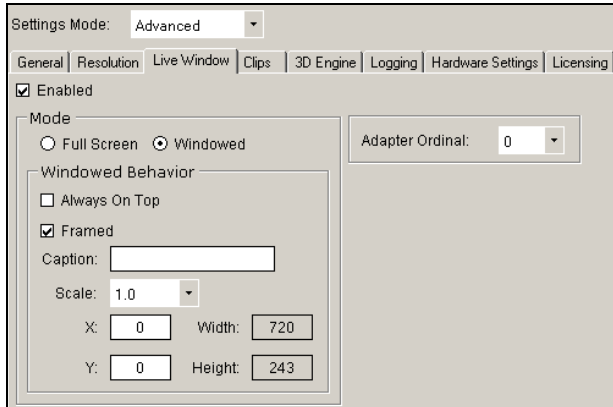 Settings Mode: Advanced
General Resolution Live Window Clips 3D Engine Logging Hardware Settings Licensing
Enabled
Mode
Full Screen Windowed
Adapter Ordinal: 0
Windowed Behavior
Always On Top
Framed
Caption:
Scale: 1.0
X: 0 Width: 720
Y: 0 Height: 243